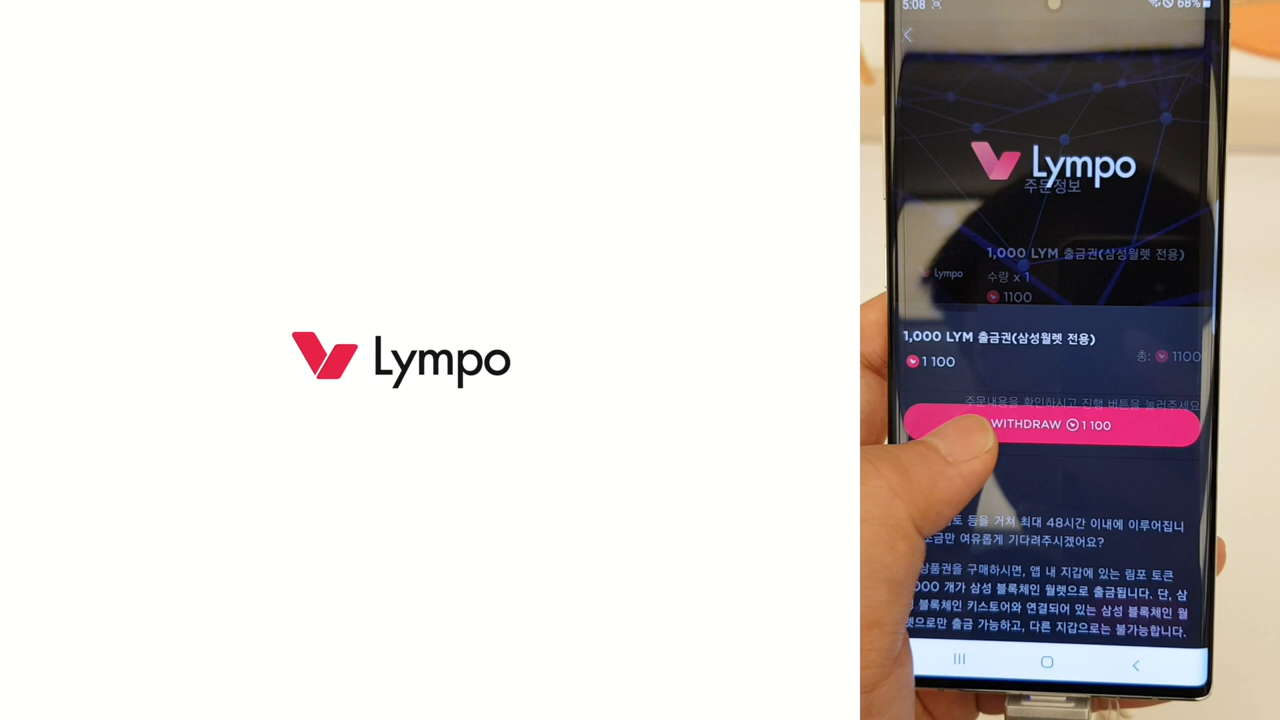 Lympo
5:08
68%
Lympo
주문정보
1,000 LYM 출금권(삼성월렛 전용)
Lympo
수량 x 1
1100
1,000 LYM 출금권(삼성월렛 전용)
1 100
총: 1100
주문내용을 확인하시고 진행 버튼을 눌러주세요
WITHDRAW 1 100
등을 거쳐 최대 48시간 이내에 이루어집니
조금만 여유롭게 기다려주시겠어요?
상품권을 구매하시면, 앱 내 지갑에 있는 림포 토큰
000 개가 삼성 블록체인 월렛으로 출금됩니다. 단, 삼
블록체인 키스토어와 연결되어 있는 삼성 블록체인 월
렛으로만 출금 가능하고, 다른 지갑으로는 불가능합니다.